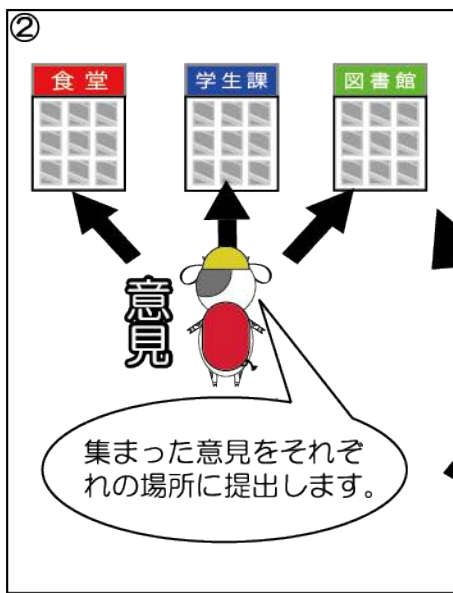 ②
食堂
学生課
図書館
意見
集まった意見をそれぞ
れの場所に提出します。